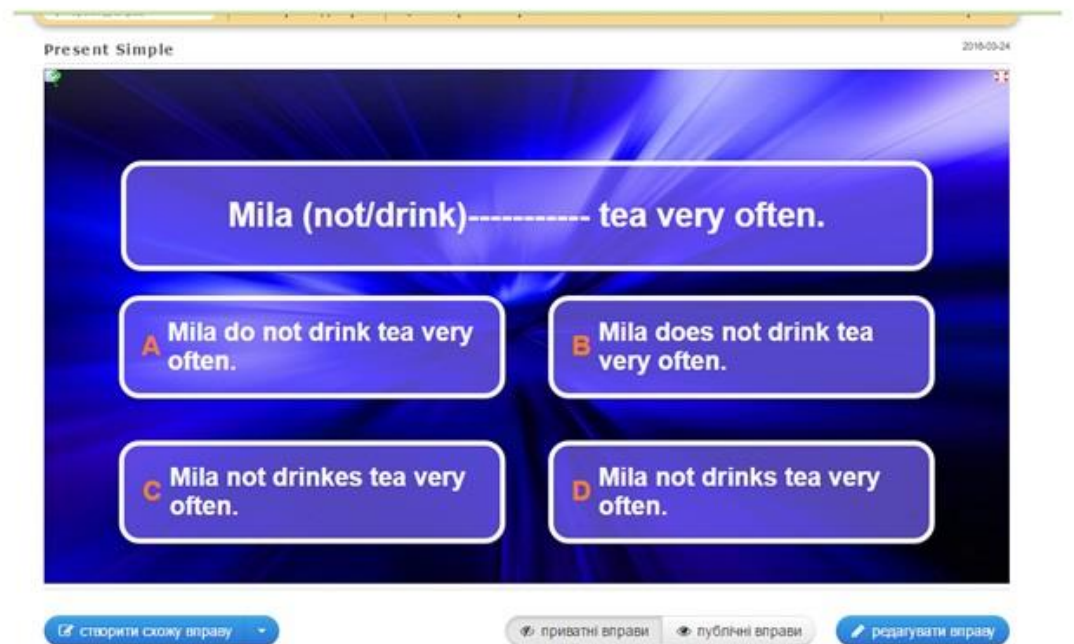 Present Simple
2016-03-24
Mila (not/drink)----------- tea very often.
A Mila do not drink tea very
often.
B Mila does not drink tea
very often.
C Mila not drinkes tea very
often.
D Mila not drinks tea very
often.
створити схожу вправу
приватні вправи
публічні вправи
редагувати вправу